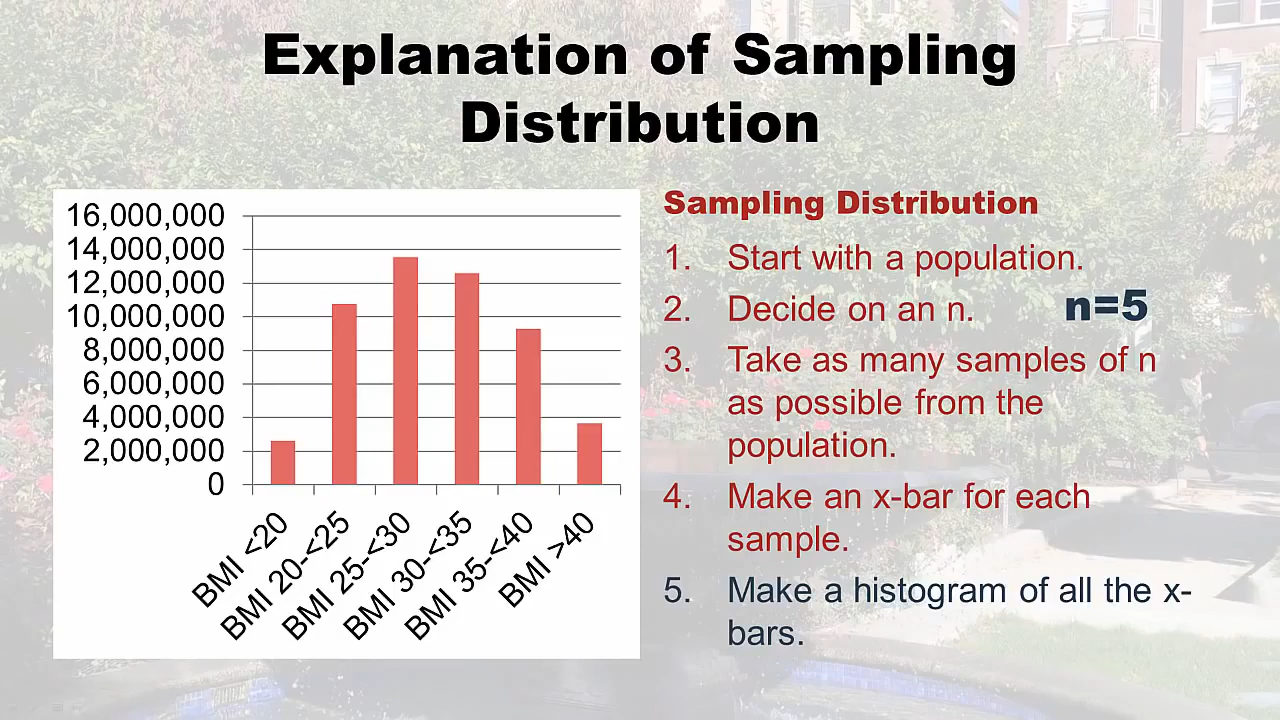 Explanation of Sampling
Distribution
16,000,000
14,000,000
12,000,000
10,000,000
8,000,000
6,000,000
4,000,000
2,000,000
0
BMI <20
BMI 20-<25
BMI 25-<30
BMI 30-<35
BMI 35-<40
BMI >40
Sampling Distribution
1. Start with a population.
2. Decide on an n. n=5
3. Take as many samples of n
as possible from the
population.
4. Make an x-bar for each
sample.
5. Make a histogram of all the x-
bars.